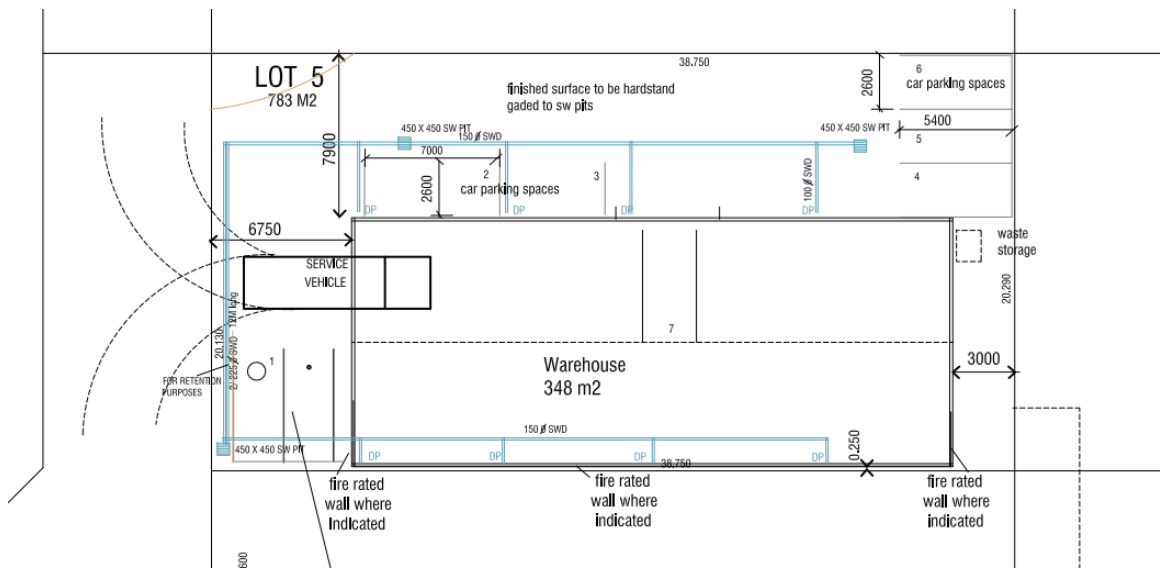 LOT 5
783 M2
7900
finished surface to be hardstand
gaded to sw pits
38.750
2600
6
car parking spaces
5400
5
4
450 X 450 SW PIT
150 Ø SWD
450 X 450 SW PIT
7000
2600
2
car parking spaces
3
100 Ø SWD
DP
DP
DP
DP
6750
SERVICE
VEHICLE
waste
storage
20.290
7
20.130
2/ 225 Ø SWD 12M long
FOR RETENTION
PURPOSES
1
Warehouse
348 m2
3000
150 Ø SWD
0.250
450 X 450 SW PIT
DP
DP
DP
DP
38.750
fire rated
wall where
Indicated
fire rated
wall where
indicated
fire rated
wall where
indicated
600